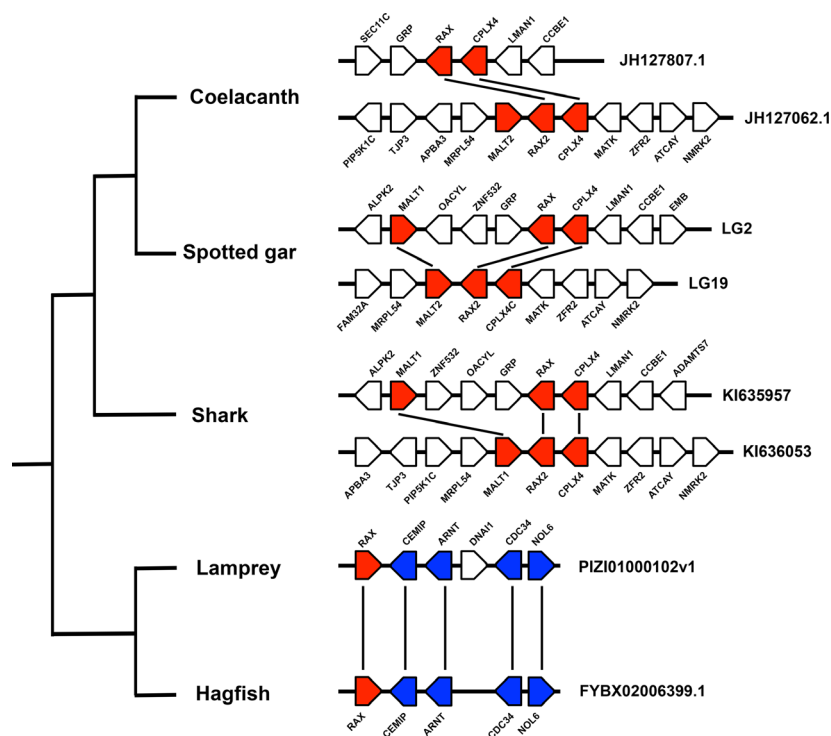 SEC11C GRP RAX CPLX4 LMAN1 CCBE1
JH127807.1
Coelacanth
JH127062.1
PIP5K1C TJP3 APBA3 MRPL54 MALT2 RAX2 CPLX4 MATK ZFR2 ATCAY NMRK2
ALPK2 MALT1 OACYL ZNF532 GRP RAX CPLX4 LMAN1 CCBE1 EMB
LG2
Spotted gar
LG19
FAM32A MRPL54 MALT2 RAX2 CPLX4C MATK ZFR2 ATCAY NMRK2
ALPK2 MALT1 ZNF532 OACYL GRP RAX CPLX4 LMAN1 CCBE1 ADAMTS7
KI635957
Shark
KI636053
APBA3 TJP3 PIP5K1C MRPL54 MALT1 RAX2 CPLX4 MATK ZFR2 ATCAY NMRK2
RAX CEMIP ARNT DNAI1 CDC34 NOL6
Lamprey
PIZI01000102v1
Hagfish
FYBX02006399.1
RAX CEMIP ARNT CDC34 NOL6